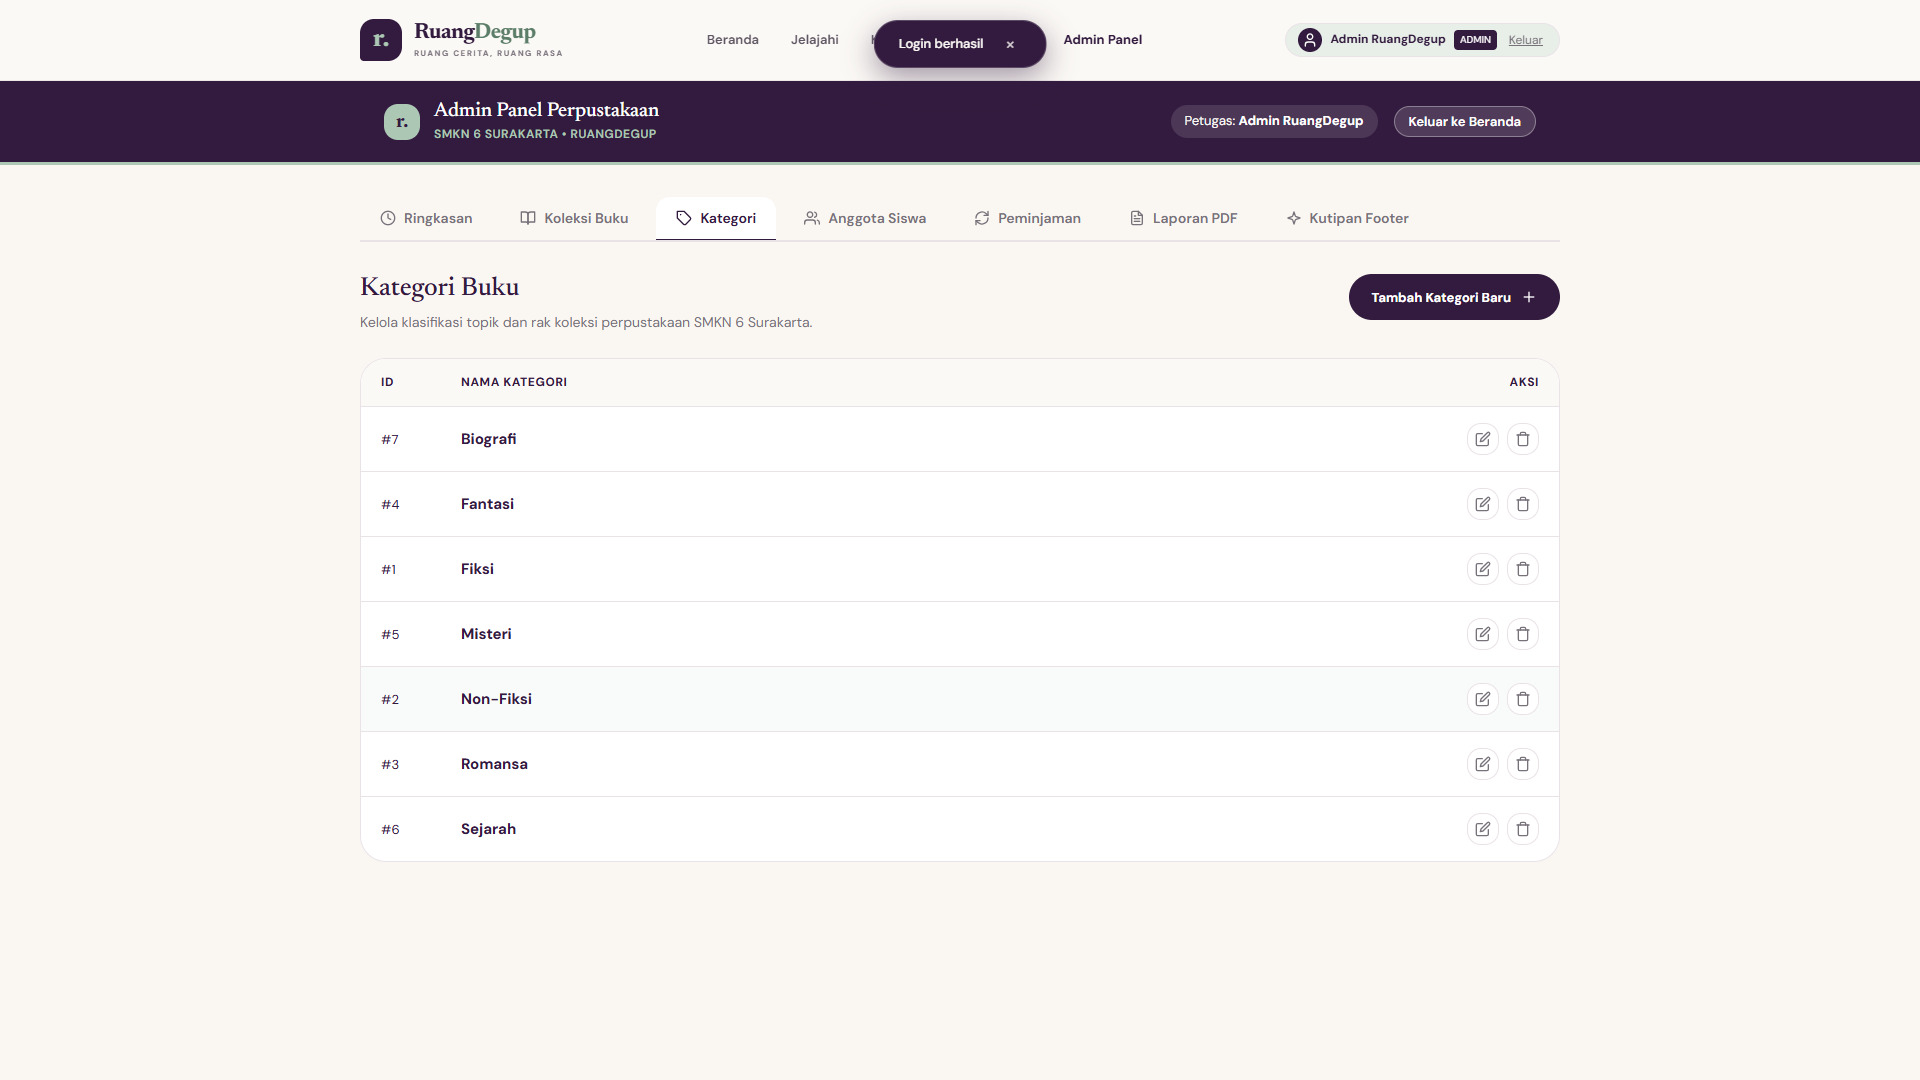 r.
RuangDegup
RUANG CERITA, RUANG RASA
Beranda
Jelajahi
Login berhasil ×
Admin Panel
Admin RuangDegup ADMIN Keluar
r.
Admin Panel Perpustakaan
SMKN 6 SURAKARTA • RUANGDEGUP
Petugas: Admin RuangDegup
Keluar ke Beranda
Ringkasan
Koleksi Buku
Kategori
Anggota Siswa
Peminjaman
Laporan PDF
Kutipan Footer
Kategori Buku
Kelola klasifikasi topik dan rak koleksi perpustakaan SMKN 6 Surakarta.
Tambah Kategori Baru +
ID NAMA KATEGORI AKSI
#7 Biografi
#4 Fantasi
#1 Fiksi
#5 Misteri
#2 Non-Fiksi
#3 Romansa
#6 Sejarah